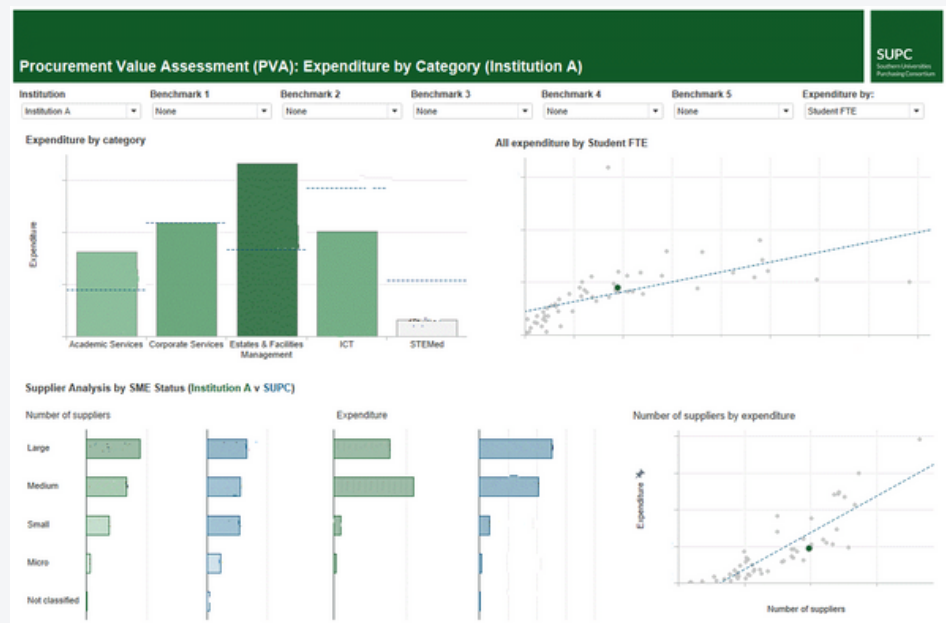 SUPC
Southern Universities
Purchasing Consortium
Procurement Value Assessment (PVA): Expenditure by Category (Institution A)
Institution Benchmark 1 Benchmark 2 Benchmark 3 Benchmark 4 Benchmark 5 Expenditure by:
Institution A None None None None None Student FTE
Expenditure by category
All expenditure by Student FTE
Expenditure
Academic Services Corporate Services Estates & Facilities Management ICT STEMed
Supplier Analysis by SME Status (Institution A v SUPC)
Number of suppliers
Expenditure
Number of suppliers by expenditure
Large
Medium
Small
Micro
Not classified
Expenditure
Number of suppliers